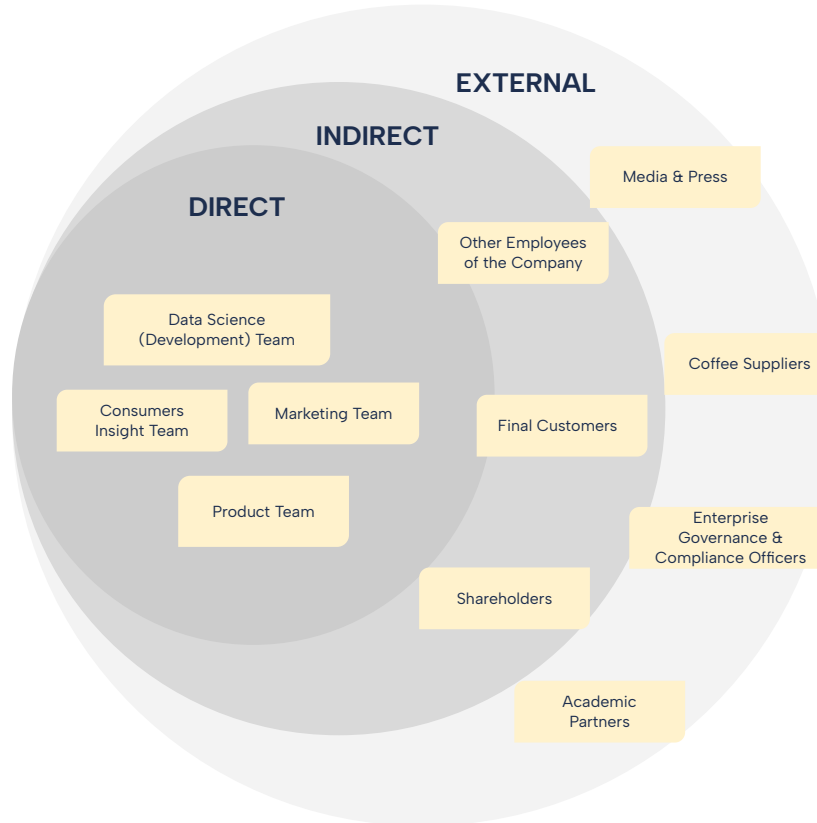 EXTERNAL
INDIRECT
DIRECT
Media & Press
Other Employees
of the Company
Data Science
(Development) Team
Coffee Suppliers
Consumers
Insight Team
Marketing Team
Final Customers
Product Team
Enterprise
Governance &
Compliance Officers
Shareholders
Academic
Partners